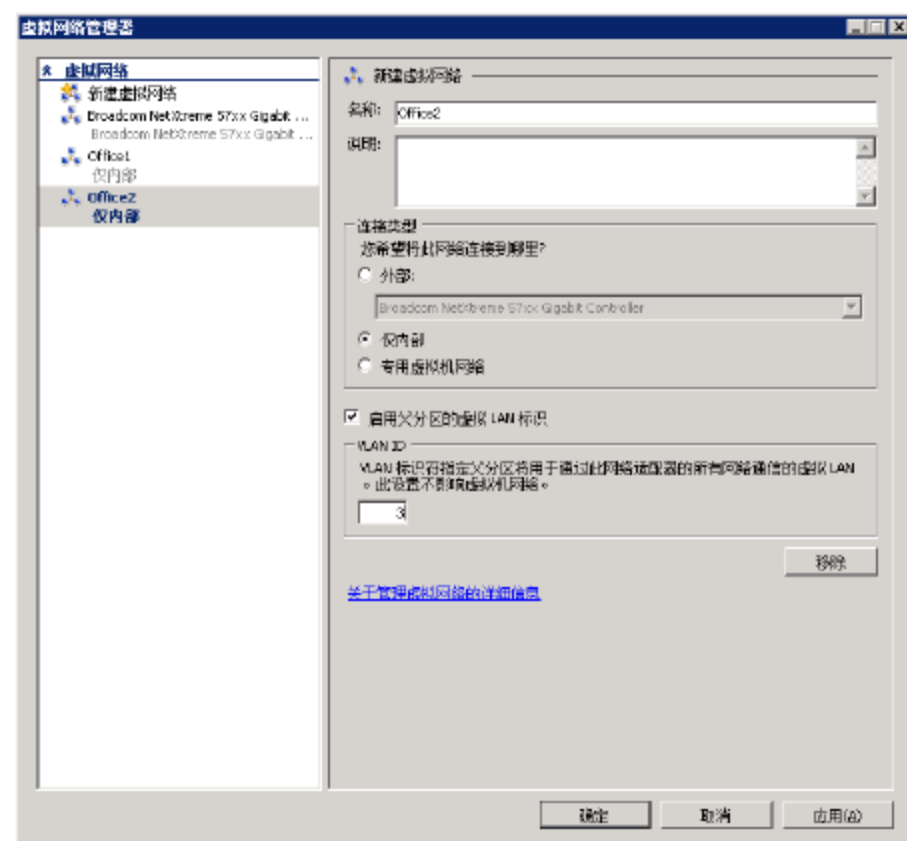 虚拟网络管理器
虚拟网络
新建虚拟网络
Broadcom NetXtreme 57xx Gigabit ...
Broadcom NetXtreme 57xx Gigabit ...
Office1
仅内部
Office2
仅内部
新建虚拟网络
名称: Office2
说明:
连接类型
您希望将此网络连接到哪里?
外部:
Broadcom NetXtreme 57xx Gigabit Controller
仅内部
专用虚拟机网络
启用父分区的虚拟 LAN 标识
VLAN ID
VLAN 标识符指定父分区将用于通过此网络适配器的所有网络通信的虚拟 LAN
。此设置不影响虚拟机网络。
3
移除
关于管理虚拟网络的详细信息
确定 取消 应用(A)